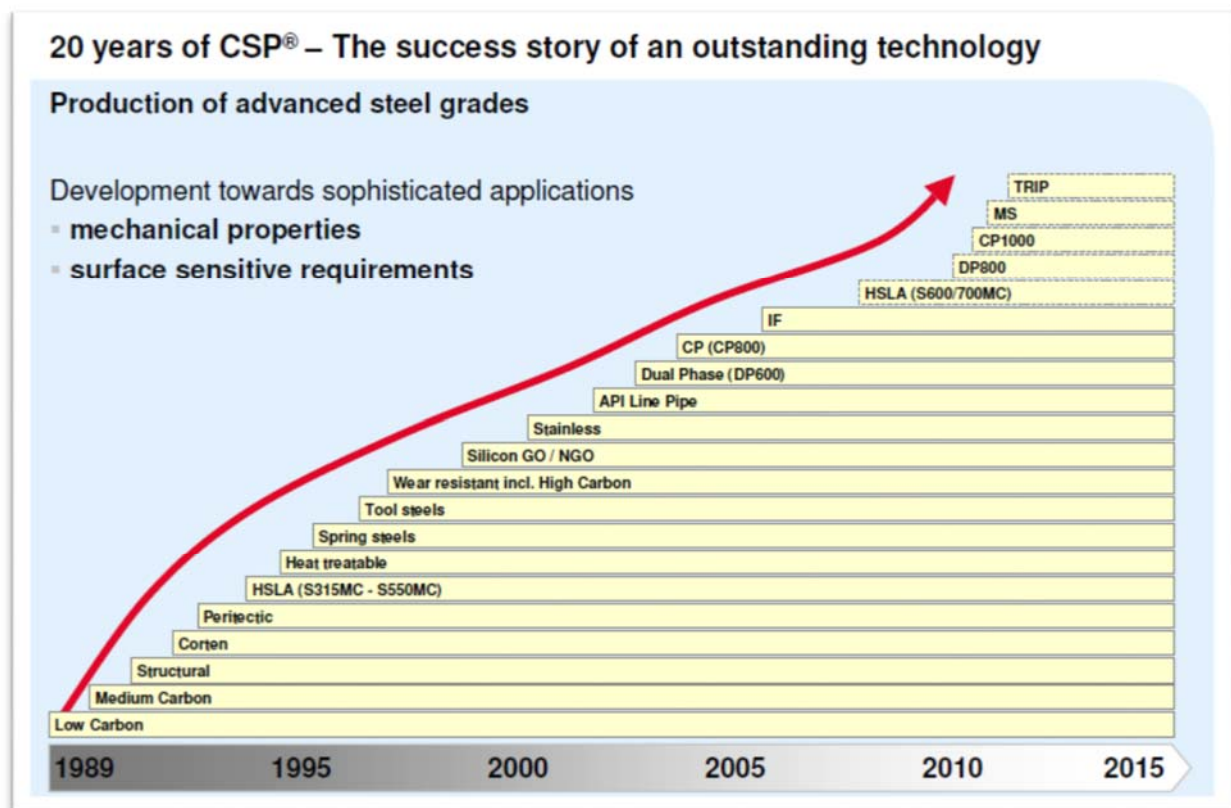 20 years of CSP® – The success story of an outstanding technology
Production of advanced steel grades
Development towards sophisticated applications
▪ mechanical properties
▪ surface sensitive requirements
TRIP
MS
CP1000
DP800
HSLA (S600/700MC)
IF
CP (CP800)
Dual Phase (DP600)
API Line Pipe
Stainless
Silicon GO / NGO
Wear resistant incl. High Carbon
Tool steels
Spring steels
Heat treatable
HSLA (S315MC - S550MC)
Peritectic
Corten
Structural
Medium Carbon
Low Carbon
1989 1995 2000 2005 2010 2015